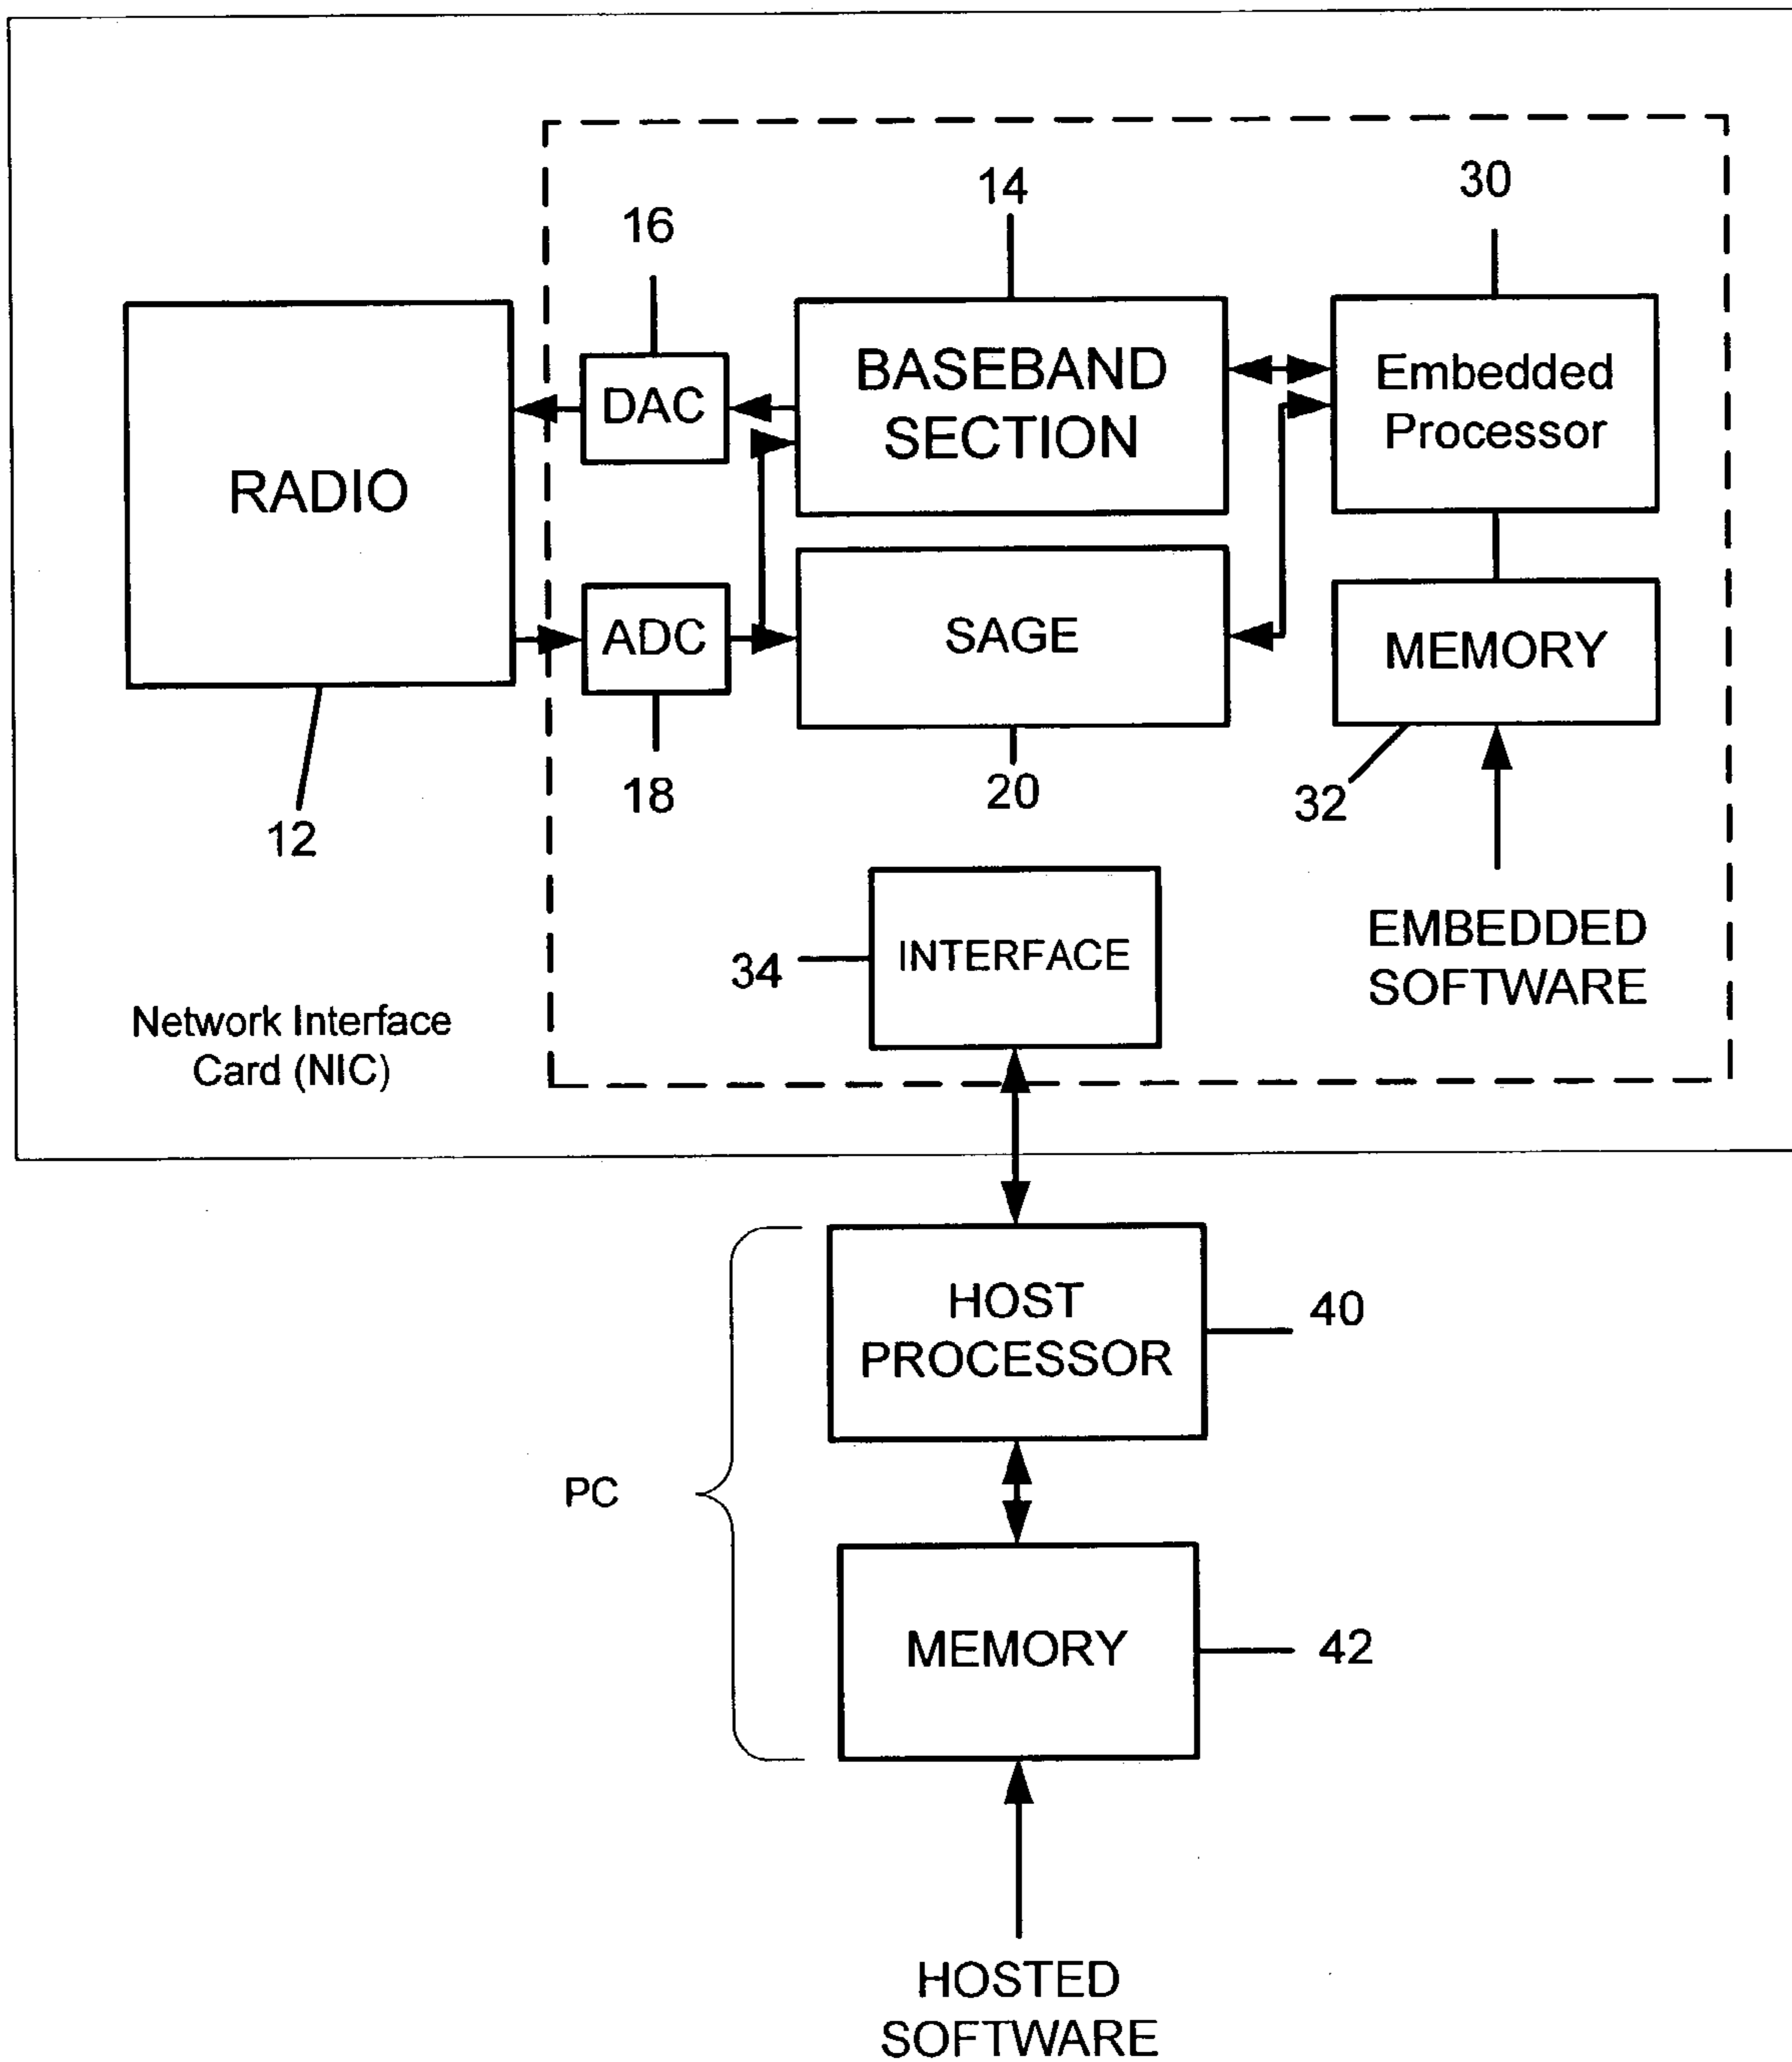 14
30
16
BASEBAND
SECTION
Embedded
Processor
DAC
RADIO
ADC
SAGE
MEMORY
18
20
32
12
INTERFACE
34
EMBEDDED
SOFTWARE
Network Interface
Card (NIC)
HOST
PROCESSOR
40
PC
MEMORY
42
HOSTED
SOFTWARE